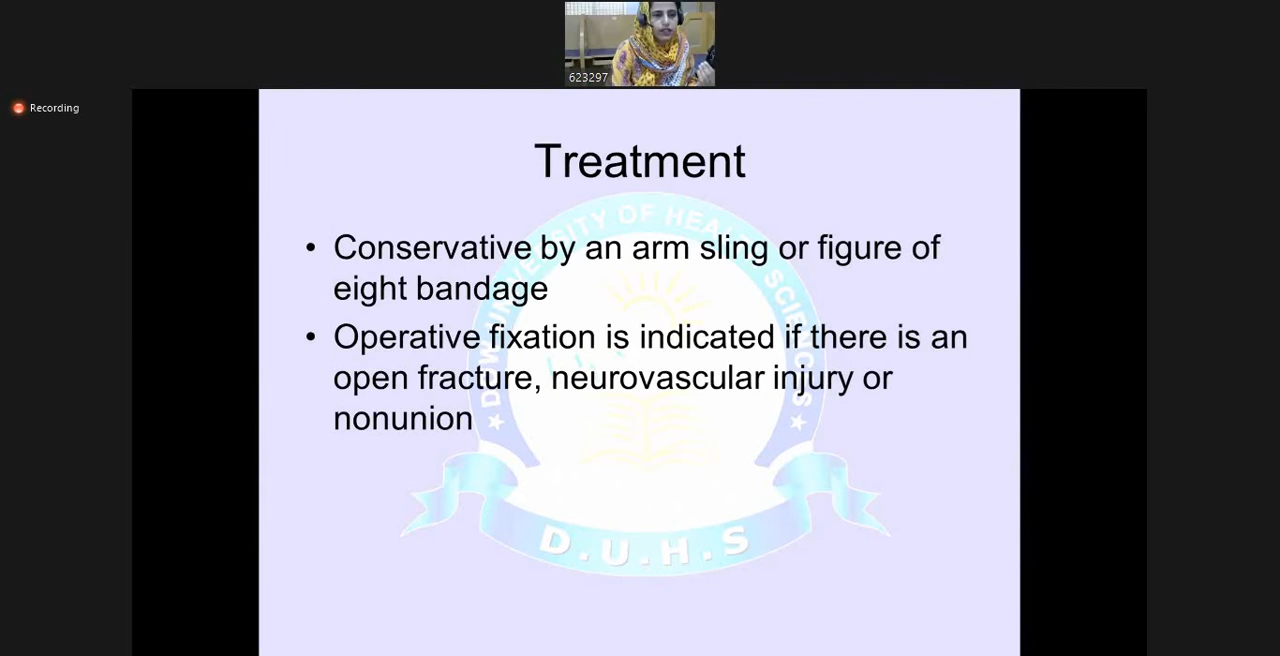 623297
Recording
Treatment
• Conservative by an arm sling or figure of
eight bandage
• Operative fixation is indicated if there is an
open fracture, neurovascular injury or
nonunion
★ DOW UNIVERSITY OF HEALTH SCIENCES ★
D.U.H.S